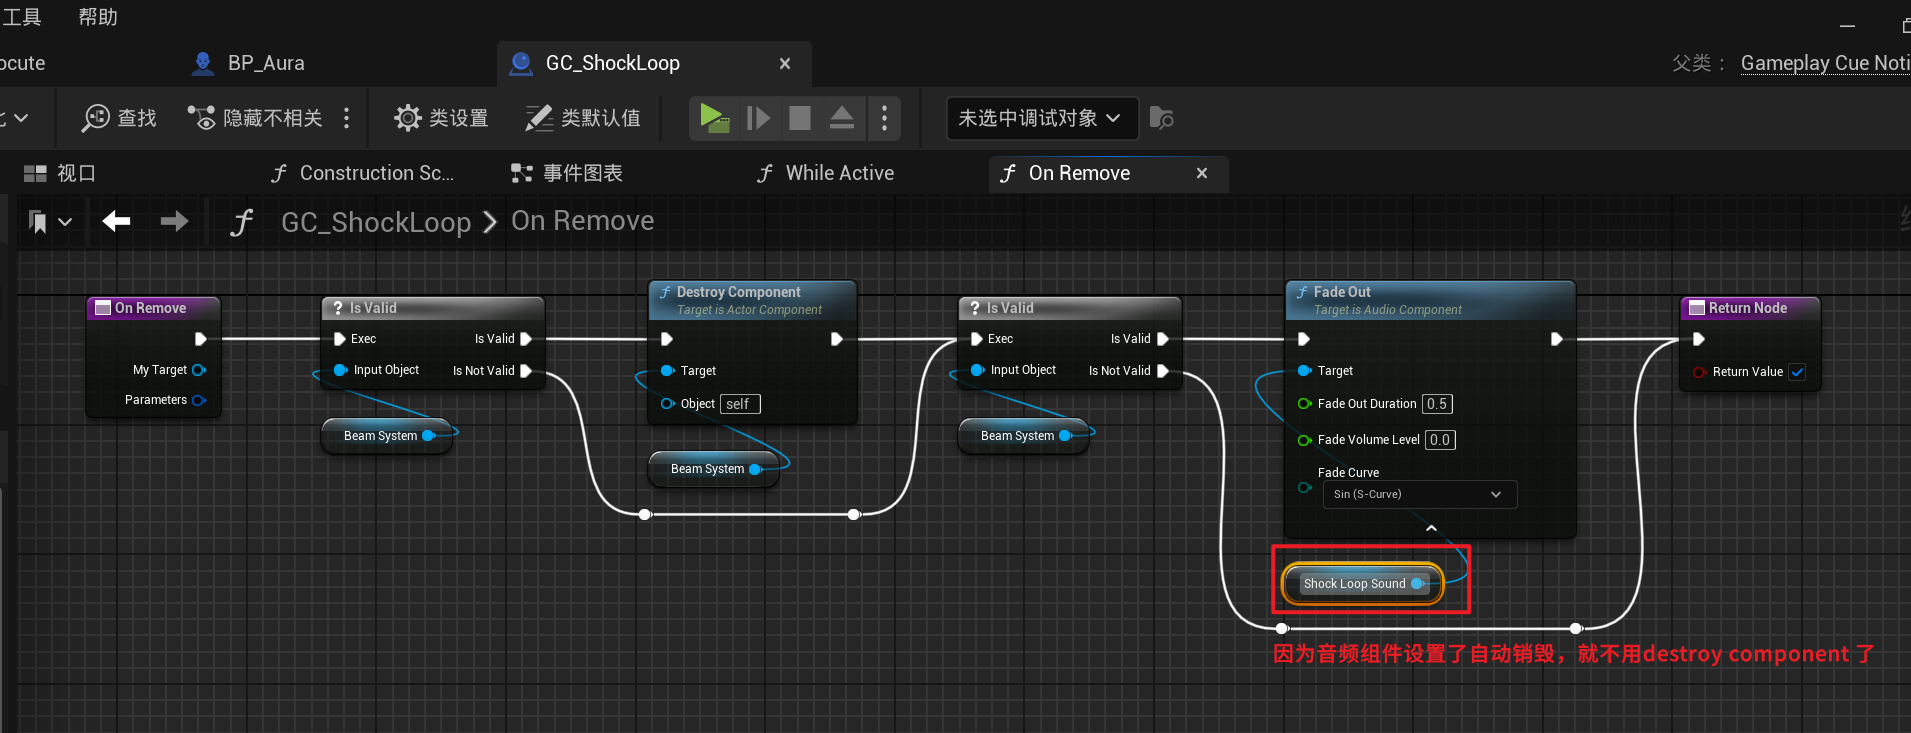 工具 帮助
ocute BP_Aura GC_ShockLoop 父类： Gameplay Cue Noti
查找 隐藏不相关 类设置 类默认值 未选中调试对象
视口 Construction Sc... 事件图表 While Active On Remove
GC_ShockLoop > On Remove
On Remove
My Target
Parameters
? Is Valid
Exec Is Valid
Input Object Is Not Valid
Beam System
Destroy Component
Target is Actor Component
Target
Object self
Beam System
? Is Valid
Exec Is Valid
Input Object Is Not Valid
Beam System
Fade Out
Target is Audio Component
Target
Fade Out Duration 0.5
Fade Volume Level 0.0
Fade Curve
Sin (S-Curve)
Shock Loop Sound
Return Node
Return Value
因为音频组件设置了自动销毁，就不用destroy component 了